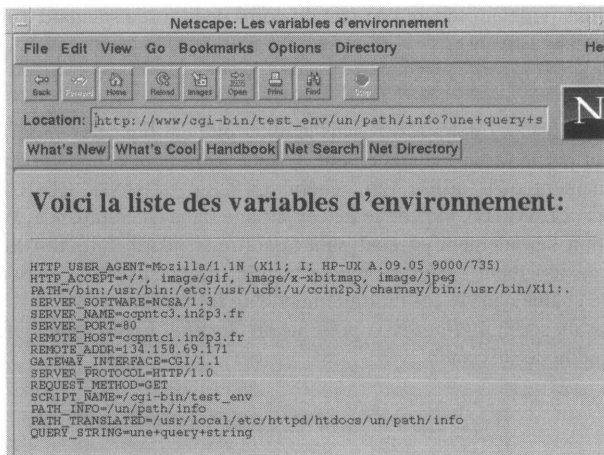 Netscape: Les variables d'environnement
File Edit View Go Bookmarks Options Directory He
Back Forward Home Reload Images Open Print Find Stop
Location: http://www/cgi-bin/test_env/un/path/info?une+query+s
N
What's New What's Cool Handbook Net Search Net Directory
Voici la liste des variables d'environnement:
HTTP_USER_AGENT=Mozilla/1.1N (X11; I; HP-UX A.09.05 9000/735)
HTTP_ACCEPT=*/*, image/gif, image/x-xbitmap, image/jpeg
PATH=/bin:/usr/bin:/etc:/usr/ucb:/u/ccin2p3/charnay/bin:/usr/bin/X11:.
SERVER_SOFTWARE=NCSA/1.3
SERVER_NAME=ccpntc3.in2p3.fr
SERVER_PORT=80
REMOTE_HOST=ccpntc1.in2p3.fr
REMOTE_ADDR=134.158.69.171
GATEWAY_INTERFACE=CGI/1.1
SERVER_PROTOCOL=HTTP/1.0
REQUEST_METHOD=GET
SCRIPT_NAME=/cgi-bin/test_env
PATH_INFO=/un/path/info
PATH_TRANSLATED=/usr/local/etc/httpd/htdocs/un/path/info
QUERY_STRING=une+query+string